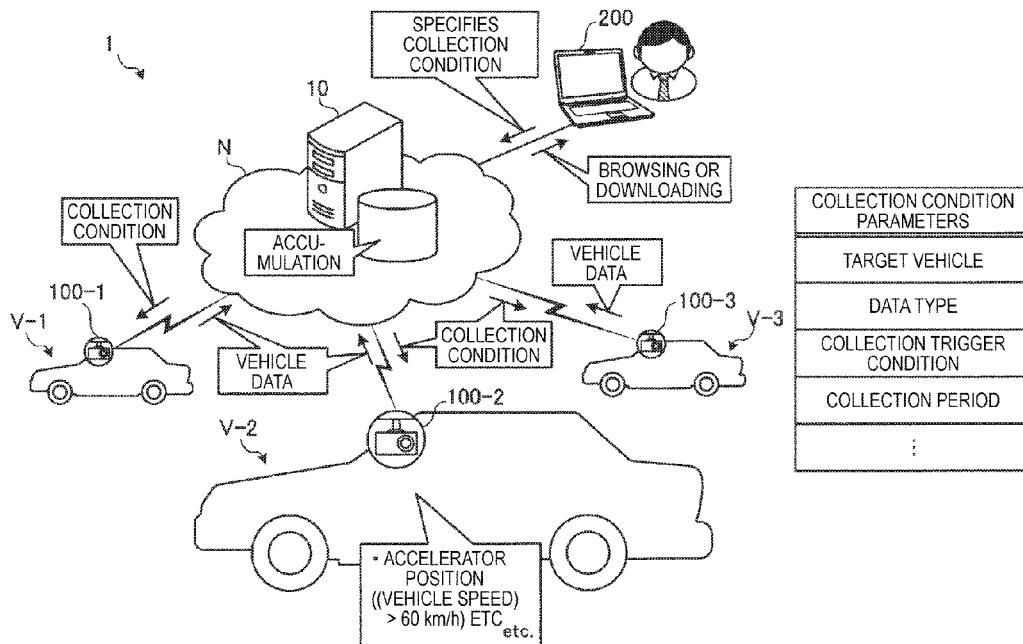 1
SPECIFIES
COLLECTION
CONDITION
200
10
N
BROWSING OR
DOWNLOADING
COLLECTION
CONDITION
ACCU-
MULATION
VEHICLE
DATA
100-1
V-1
100-3
V-3
VEHICLE
DATA
COLLECTION
CONDITION
100-2
V-2
- ACCELERATOR
POSITION
((VEHICLE SPEED)
> 60 km/h) ETC
etc.
COLLECTION CONDITION
PARAMETERS
TARGET VEHICLE
DATA TYPE
COLLECTION TRIGGER
CONDITION
COLLECTION PERIOD
⋮